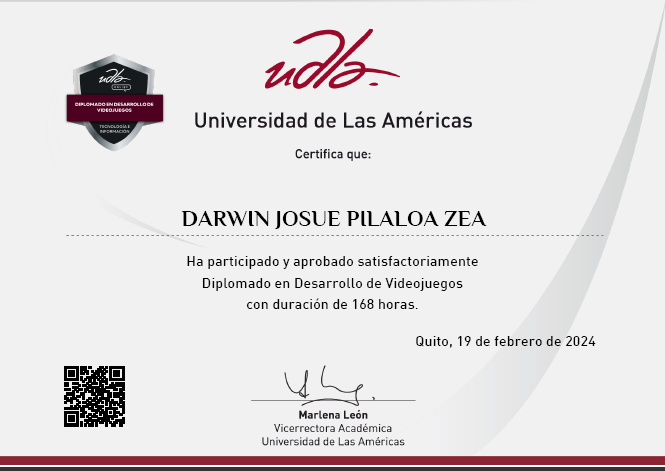 udla.
udla.
ONLINE
DIPLOMADO EN DESARROLLO DE
VIDEOJUEGOS
TECNOLOGÍA E
INFORMACIÓN
Universidad de Las Américas
Certifica que:
DARWIN JOSUE PILALOA ZEA
Ha participado y aprobado satisfactoriamente
Diplomado en Desarrollo de Videojuegos
con duración de 168 horas.
Quito, 19 de febrero de 2024
Marlena León
Vicerrectora Académica
Universidad de Las Américas